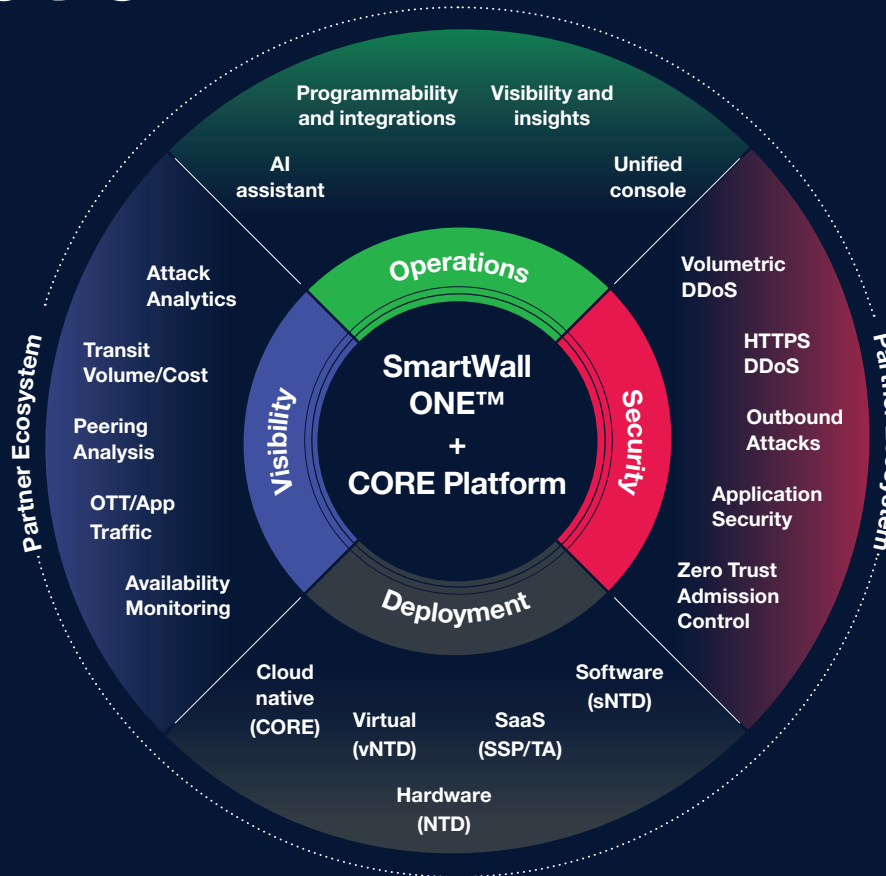 Programmability
and integrations
Visibility and
insights
AI
assistant
Unified
console
Operations
Attack
Analytics
Transit
Volume/Cost
Peering
Analysis
OTT/App
Traffic
Availability
Monitoring
Visibility
Partner Ecosystem
SmartWall
ONE™
+
CORE Platform
Security
Volumetric
DDoS
HTTPS
DDoS
Outbound
Attacks
Application
Security
Zero Trust
Admission
Control
Deployment
Cloud
native
(CORE)
Virtual
(vNTD)
SaaS
(SSP/TA)
Software
(sNTD)
Hardware
(NTD)